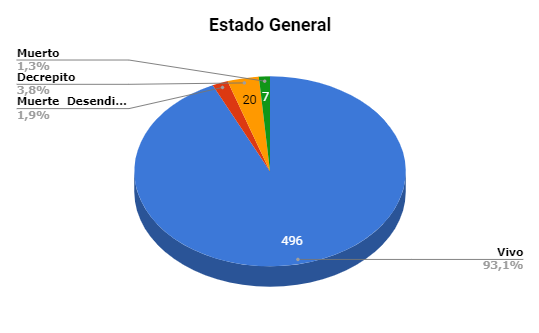 Estado General
Muerto
1,3%
Decrepito
3,8%
Muerte Desendi...
1,9%
20
7
496
Vivo
93,1%